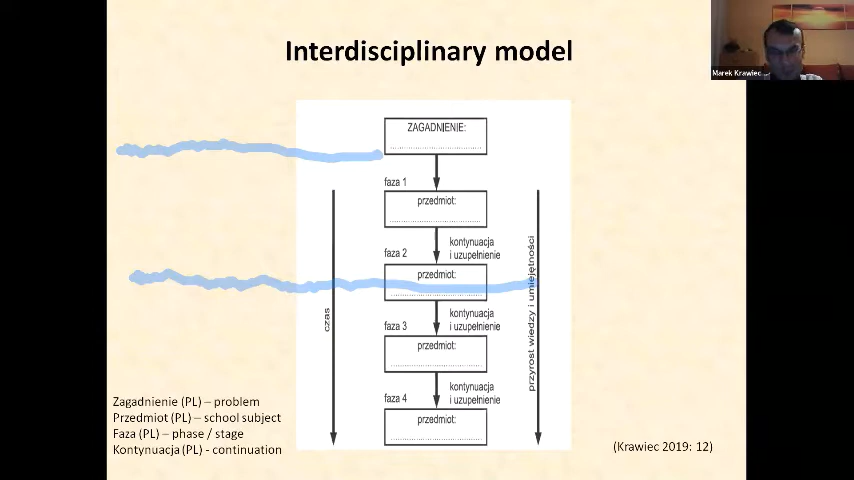 Interdisciplinary model
Marek Krawiec
ZAGADNIENIE:
faza 1
przedmiot:
kontynuacja
i uzupełnienie
faza 2
przedmiot:
kontynuacja
i uzupełnienie
faza 3
przedmiot:
kontynuacja
i uzupełnienie
faza 4
przedmiot:
czas
przyrost wiedzy i umiejętności
Zagadnienie (PL) – problem
Przedmiot (PL) – school subject
Faza (PL) – phase / stage
Kontynuacja (PL) - continuation
(Krawiec 2019: 12)